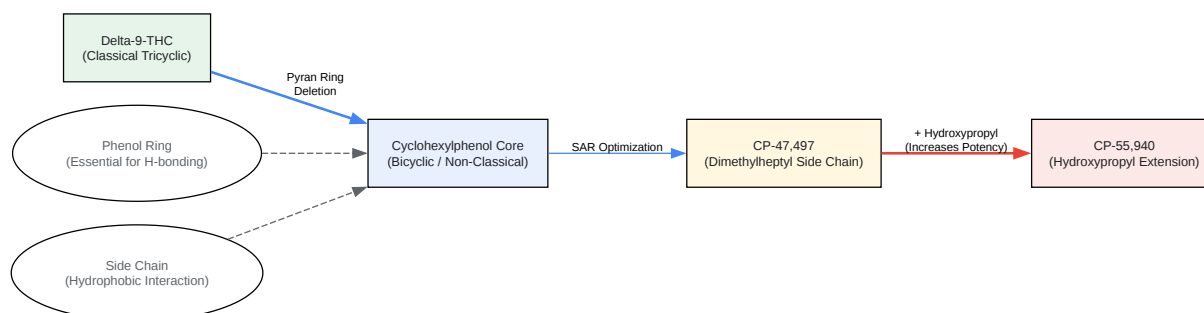 Delta-9-THC
(Classical Tricyclic)
Pyran Ring
Deletion
Phenol Ring
(Essential for H-bonding)
Cyclohexylphenol Core
(Bicyclic / Non-Classical)
SAR Optimization
CP-47,497
(Dimethylheptyl Side Chain)
+ Hydroxypropyl
(Increases Potency)
CP-55,940
(Hydroxypropyl Extension)
Side Chain
(Hydrophobic Interaction)